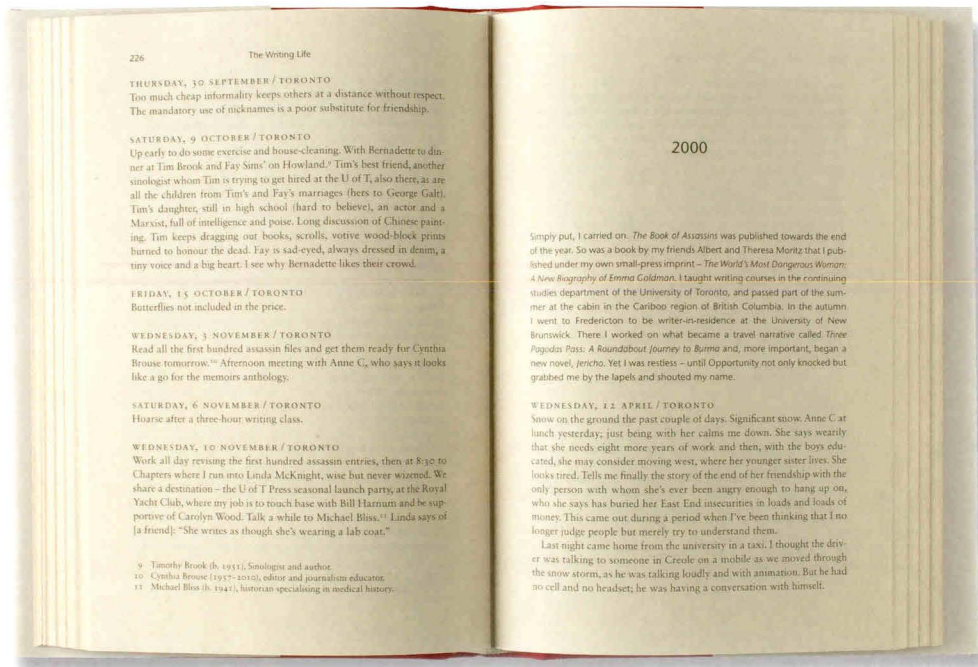 226
The Writing Life
THURSDAY, 30 SEPTEMBER / TORONTO
Too much cheap informality keeps others at a distance without respect.
The mandatory use of nicknames is a poor substitute for friendship.
SATURDAY, 9 OCTOBER / TORONTO
Up early to do some exercise and house-cleaning. With Bernadette to din-
ner at Tim Brook and Fay Sims' on Howland.9 Tim's best friend, another
sinologist whom Tim is trying to get hired at the U of T, also there, as are
all the children from Tim's and Fay's marriages (hers to George Galt).
Tim's daughter, still in high school (hard to believe), an actor and a
Marxist, full of intelligence and poise. Long discussion of Chinese paint-
ing. Tim keeps dragging out books, scrolls, votive wood-block prints
burned to honour the dead. Fay is sad-eyed, always dressed in denim, a
tiny voice and a big heart. I see why Bernadette likes their crowd.
FRIDAY, 15 OCTOBER / TORONTO
Butterflies not included in the price.
WEDNESDAY, 3 NOVEMBER / TORONTO
Read all the first hundred assassin files and get them ready for Cynthia
Brouse tomorrow.10 Afternoon meeting with Anne C, who says it looks
like a go for the memoirs anthology.
SATURDAY, 6 NOVEMBER / TORONTO
Hoarse after a three-hour writing class.
WEDNESDAY, 10 NOVEMBER / TORONTO
Work all day revising the first hundred assassin entries, then at 8:30 to
Chapters where I run into Linda McKnight, wise but never wizened. We
share a destination – the U of T Press seasonal launch party, at the Royal
Yacht Club, where my job is to touch base with Bill Harnum and be sup-
portive of Carolyn Wood. Talk a while to Michael Bliss.11 Linda says of
[a friend]: "She writes as though she's wearing a lab coat."
9 Timothy Brook (b. 1951), Sinologist and author.
10 Cynthia Brouse (1957–2010), editor and journalism educator.
11 Michael Bliss (b. 1941), historian specialising in medical history.
2000
Simply put, I carried on. The Book of Assassins was published towards the end
of the year. So was a book by my friends Albert and Theresa Moritz that I pub-
lished under my own small-press imprint – The World's Most Dangerous Woman:
A New Biography of Emma Goldman. I taught writing courses in the continuing
studies department of the University of Toronto, and passed part of the sum-
mer at the cabin in the Cariboo region of British Columbia. In the autumn
I went to Fredericton to be writer-in-residence at the University of New
Brunswick. There I worked on what became a travel narrative called Three
Pagodas Pass: A Roundabout Journey to Burma and, more important, began a
new novel, Jericho. Yet I was restless – until Opportunity not only knocked but
grabbed me by the lapels and shouted my name.
WEDNESDAY, 12 APRIL / TORONTO
Snow on the ground the past couple of days. Significant snow. Anne C at
lunch yesterday; just being with her calms me down. She says wearily
that she needs eight more years of work and then, with the boys edu-
cated, she may consider moving west, where her younger sister lives. She
looks tired. Tells me finally the story of the end of her friendship with the
only person with whom she's ever been angry enough to hang up on,
who she says has buried her East End insecurities in loads and loads of
money. This came out during a period when I've been thinking that I no
longer judge people but merely try to understand them.
Last night came home from the university in a taxi. I thought the driv-
er was talking to someone in Creole on a mobile as we moved through
the snow storm, as he was talking loudly and with animation. But he had
no cell and no headset; he was having a conversation with himself.